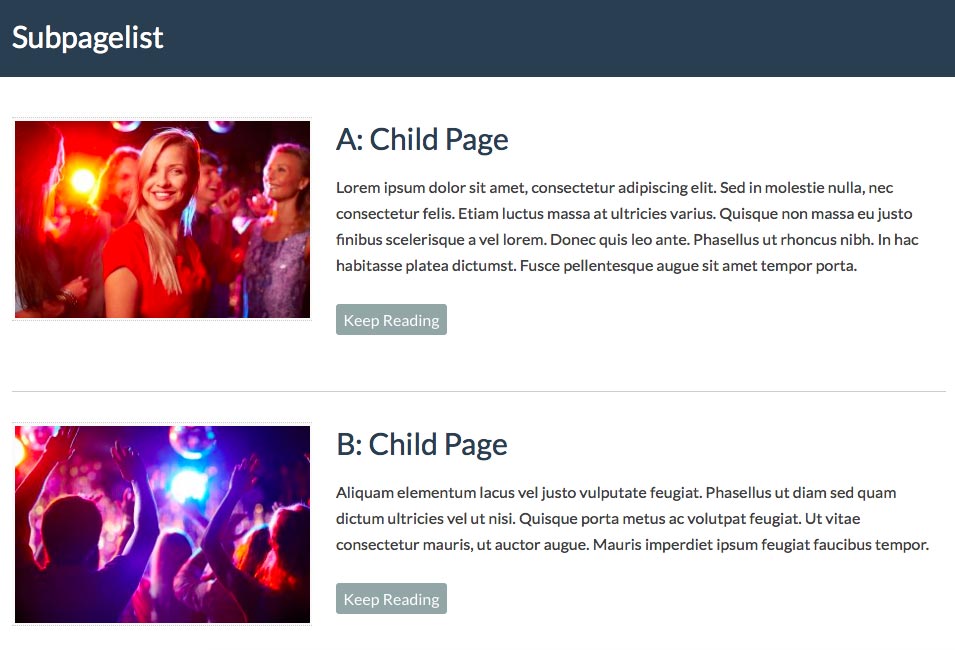 Subpagelist
A: Child Page
Lorem ipsum dolor sit amet, consectetur adipiscing elit. Sed in molestie nulla, nec
consectetur felis. Etiam luctus massa at ultricies varius. Quisque non massa eu justo
finibus scelerisque a vel lorem. Donec quis leo ante. Phasellus ut rhoncus nibh. In hac
habitasse platea dictumst. Fusce pellentesque augue sit amet tempor porta.
Keep Reading
B: Child Page
Aliquam elementum lacus vel justo vulputate feugiat. Phasellus ut diam sed quam
dictum ultricies vel ut nisi. Quisque porta metus ac volutpat feugiat. Ut vitae
consectetur mauris, ut auctor augue. Mauris imperdiet ipsum feugiat faucibus tempor.
Keep Reading